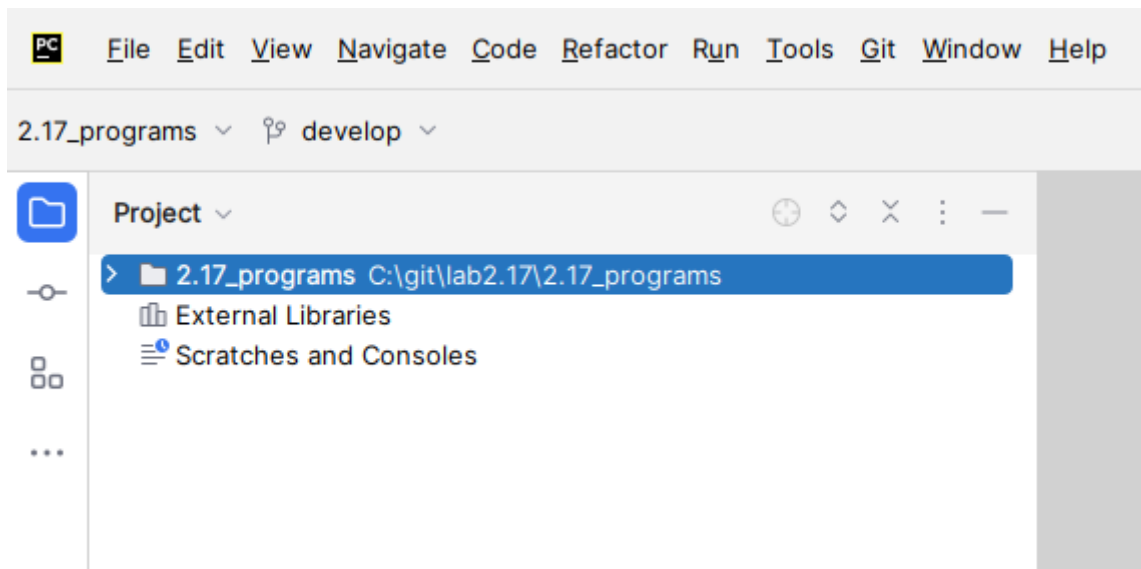 PC File Edit View Navigate Code Refactor Run Tools Git Window Help
2.17_programs develop
Project
2.17_programs C:\git\lab2.17\2.17_programs
External Libraries
Scratches and Consoles